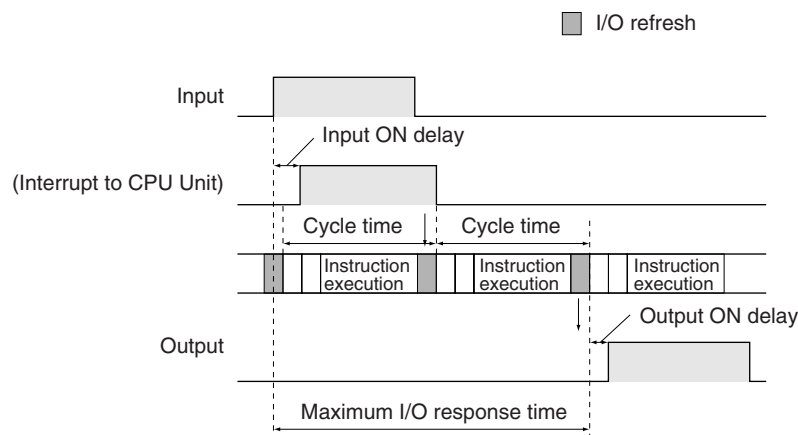 I/O refresh
Input
Input ON delay
(Interrupt to CPU Unit)
Cycle time
Cycle time
Instruction
execution
Instruction
execution
Instruction
execution
Output ON delay
Output
Maximum I/O response time